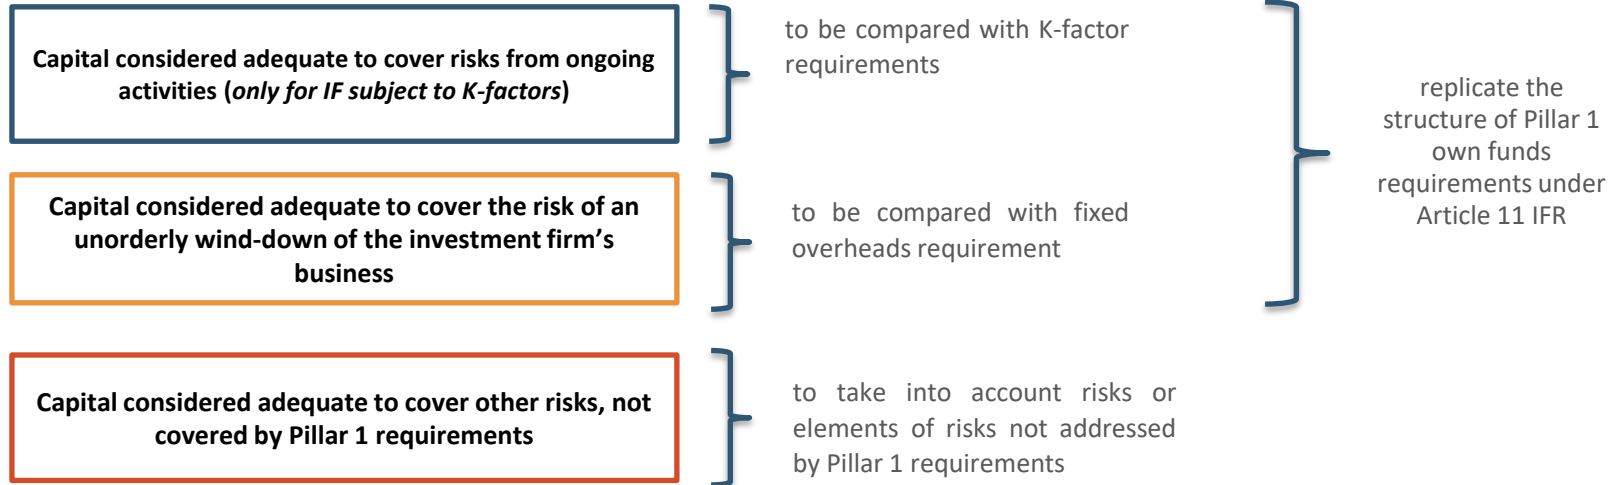 Capital considered adequate to cover risks from ongoing
activities (only for IF subject to K-factors)
to be compared with K-factor
requirements
Capital considered adequate to cover the risk of an
unorderly wind-down of the investment firm's
business
to be compared with fixed
overheads requirement
replicate the
structure of Pillar 1
own funds
requirements under
Article 11 IFR
Capital considered adequate to cover other risks, not
covered by Pillar 1 requirements
to take into account risks or
elements of risks not addressed
by Pillar 1 requirements